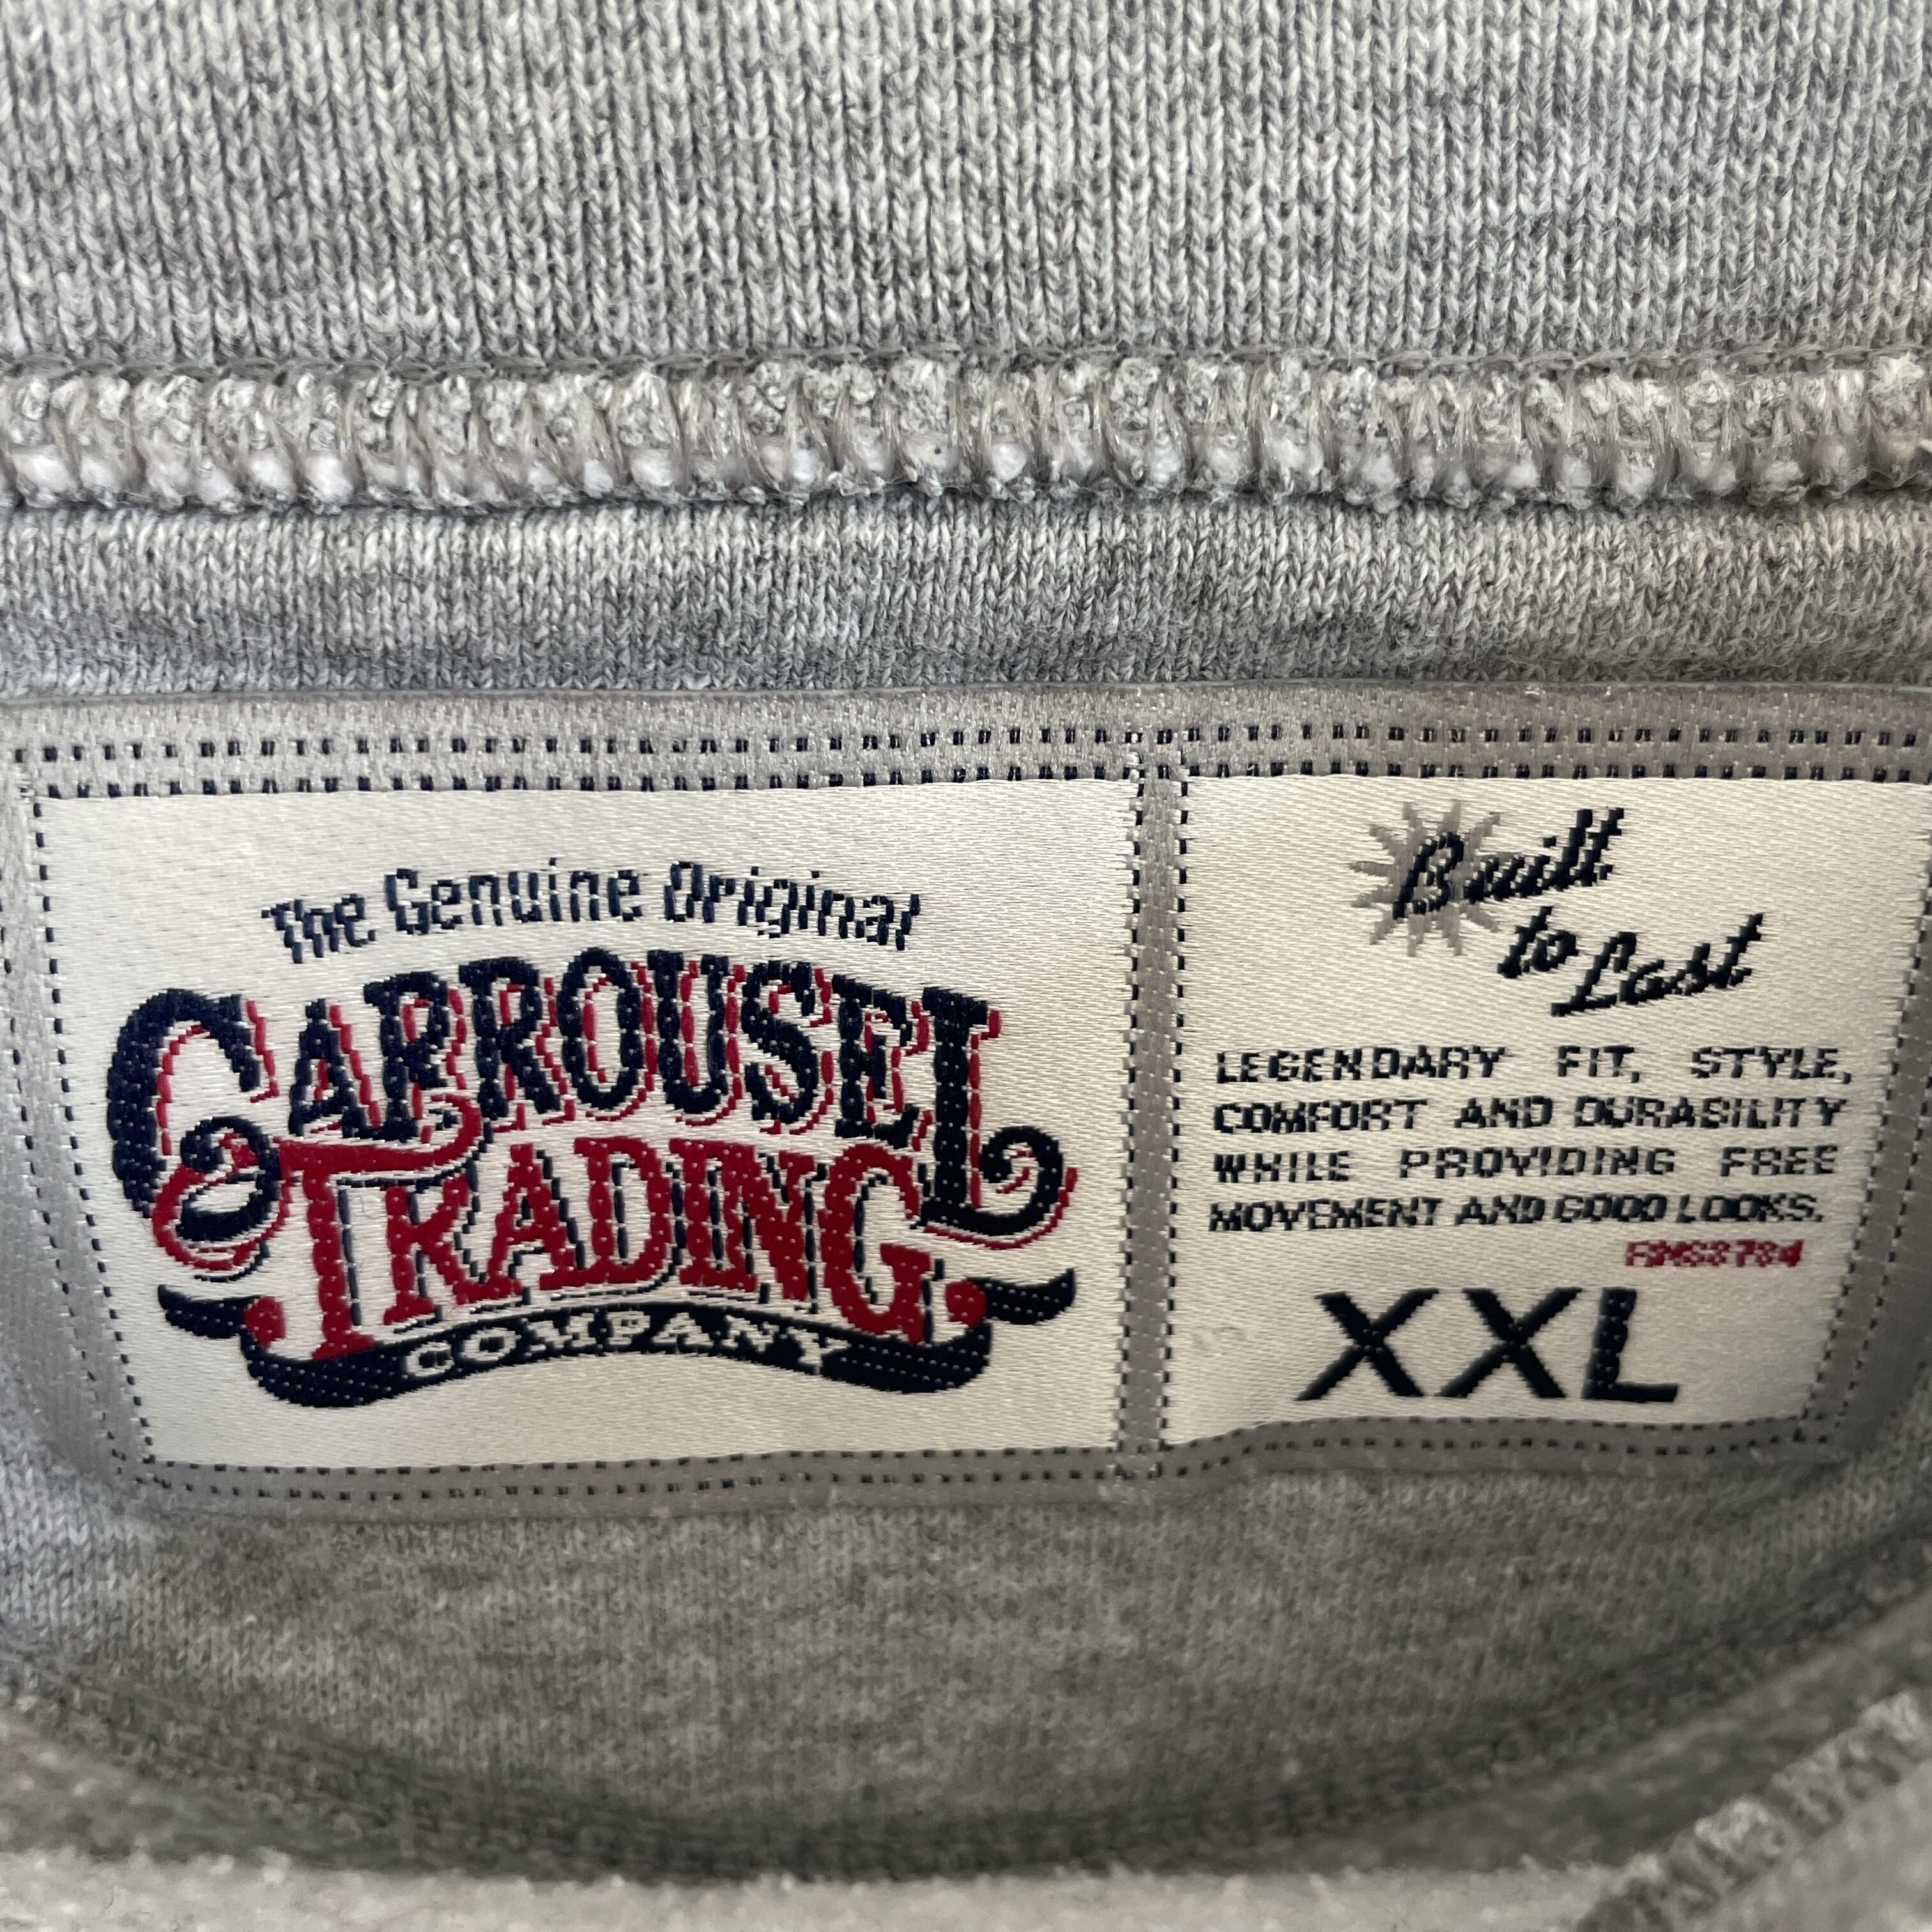 The Genuine Original
CARROUSEL
TRADING
COMPANY
Built
to Last
LEGENDARY FIT, STYLE,
COMFORT AND DURABILITY
WHILE PROVIDING FREE
MOVEMENT AND GOOD LOOKS.
XXL